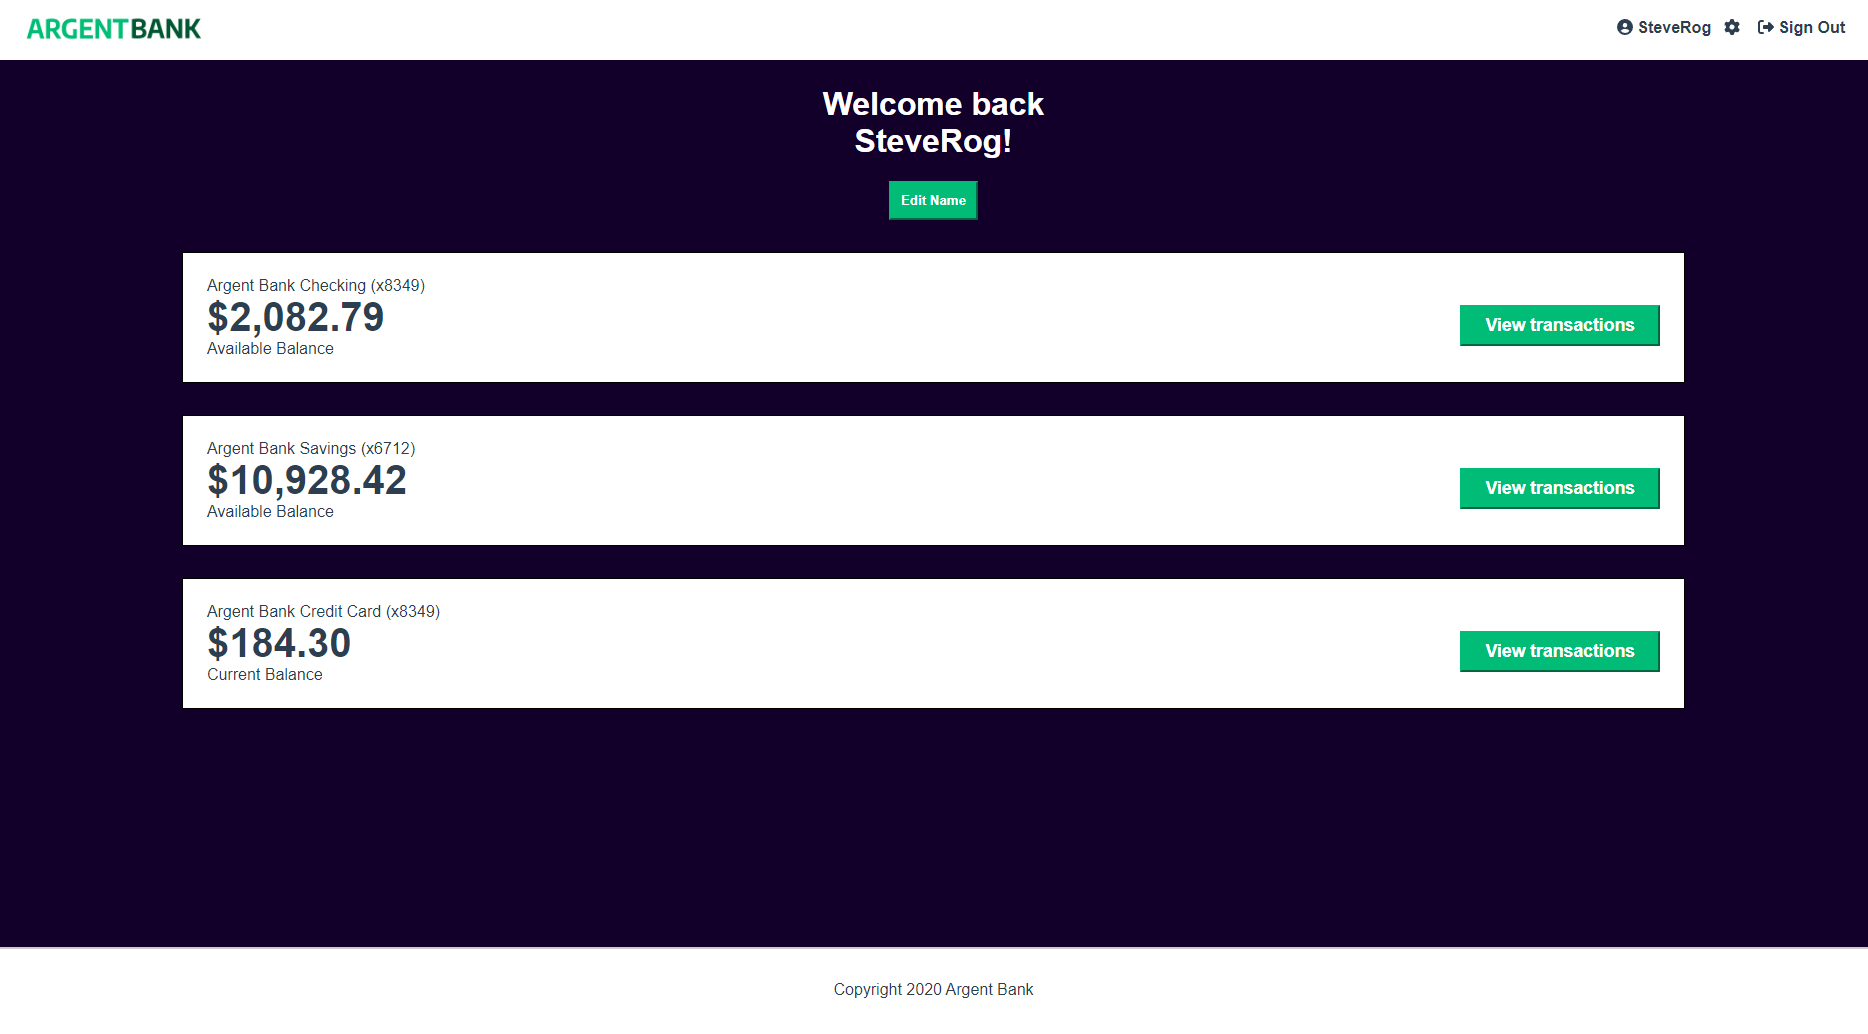 ARGENTBANK
SteveRog
Sign Out
Welcome back
SteveRog!
Edit Name
Argent Bank Checking (x8349)
$2,082.79
Available Balance
View transactions
Argent Bank Savings (x6712)
$10,928.42
Available Balance
View transactions
Argent Bank Credit Card (x8349)
$184.30
Current Balance
View transactions
Copyright 2020 Argent Bank